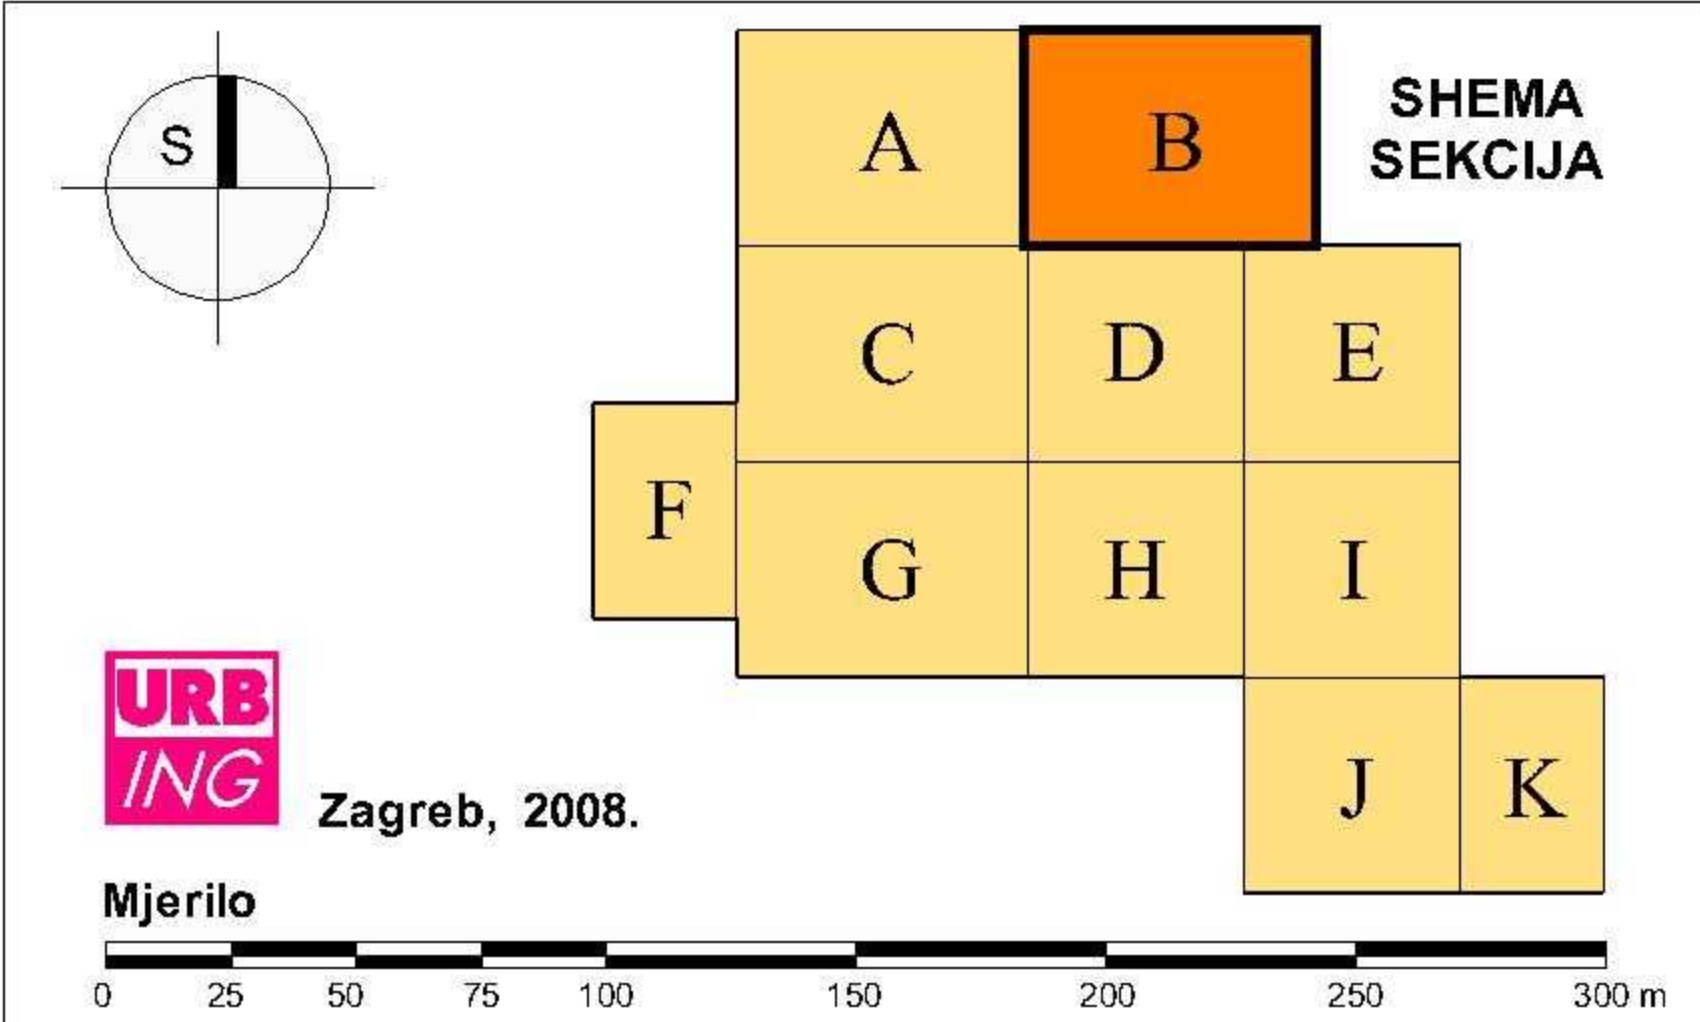 S
A
B
SHEMA
SEKCIJA
C
D
E
F
G
H
I
URB
ING
Zagreb, 2008.
J
K
Mjerilo
0 25 50 75 100 150 200 250 300 m